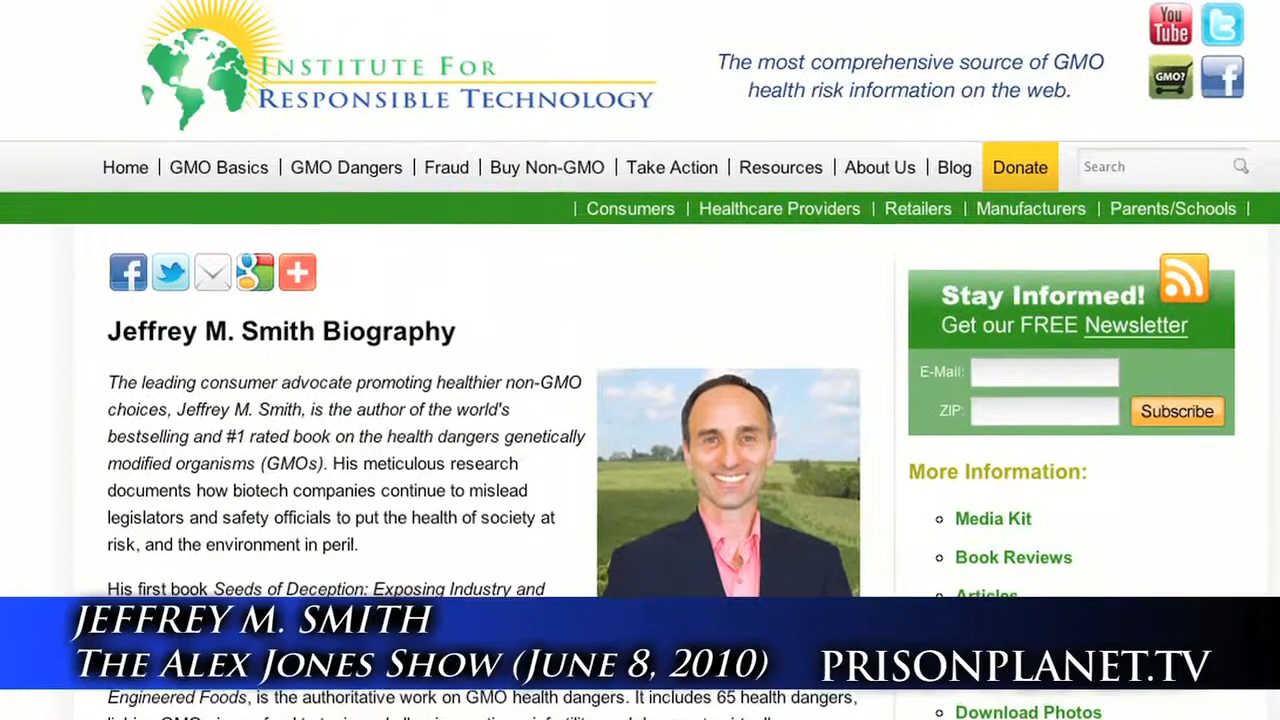 INSTITUTE FOR
RESPONSIBLE TECHNOLOGY
The most comprehensive source of GMO
health risk information on the web.
You
Tube
GMO?
Home | GMO Basics | GMO Dangers | Fraud | Buy Non-GMO | Take Action | Resources | About Us | Blog
Donate
Search
| Consumers | Healthcare Providers | Retailers | Manufacturers | Parents/Schools |
Jeffrey M. Smith Biography
The leading consumer advocate promoting healthier non-GMO
choices, Jeffrey M. Smith, is the author of the world's
bestselling and #1 rated book on the health dangers genetically
modified organisms (GMOs). His meticulous research
documents how biotech companies continue to mislead
legislators and safety officials to put the health of society at
risk, and the environment in peril.
His first book Seeds of Deception: Exposing Industry and
Engineered Foods, is the authoritative work on GMO health dangers. It includes 65 health dangers,
Stay Informed!
Get our FREE Newsletter
E-Mail:
ZIP:
Subscribe
More Information:
Media Kit
Book Reviews
Articles
Download Photos
JEFFREY M. SMITH
THE ALEX JONES SHOW (JUNE 8, 2010)
PRISONPLANET.TV